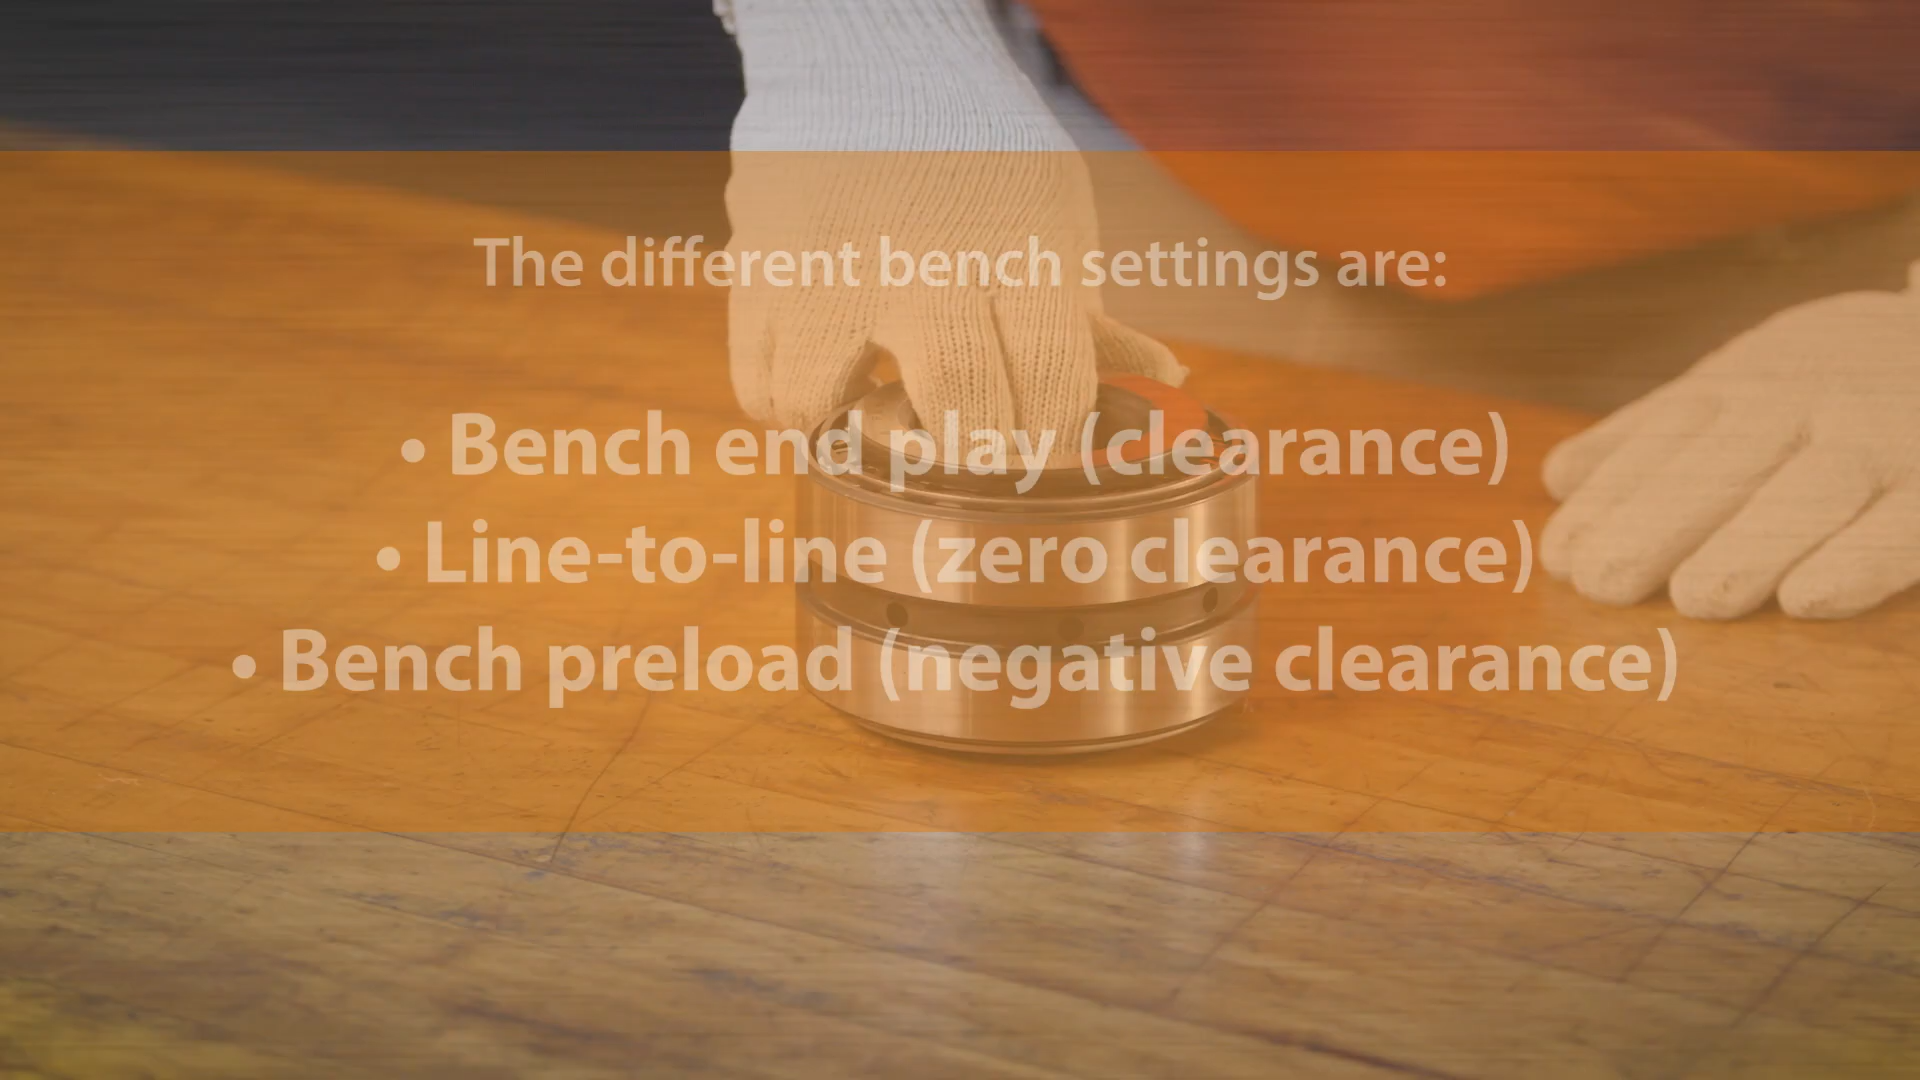 The different bench settings are:
• Bench end play (clearance)
• Line-to-line (zero clearance)
• Bench preload (negative clearance)